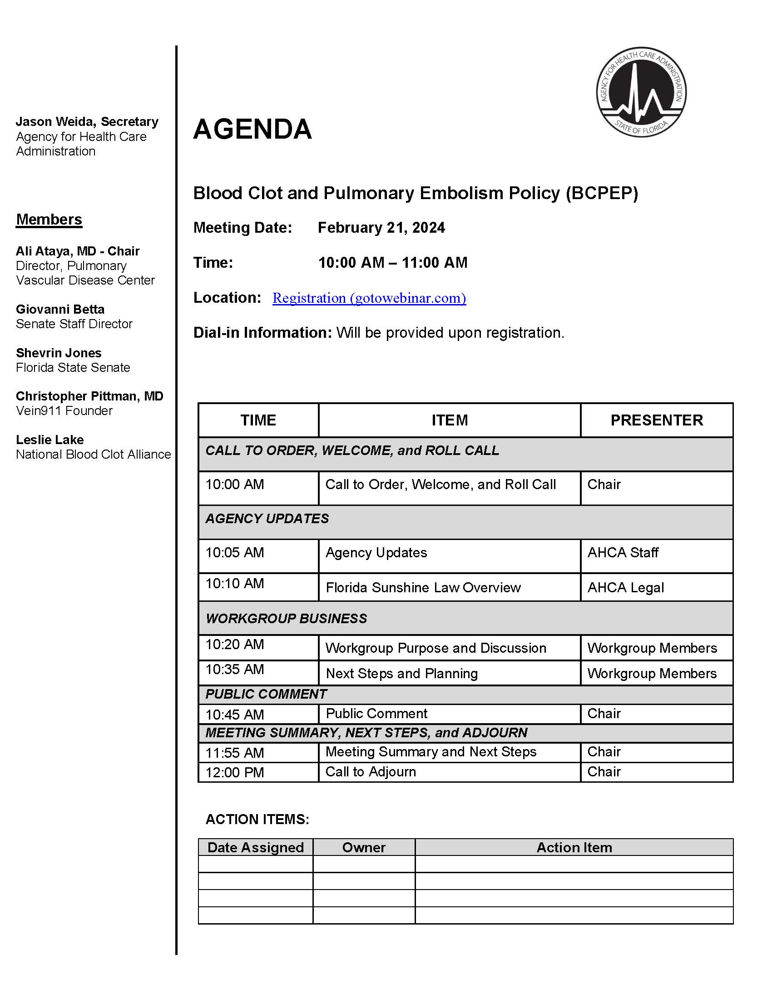 AGENCY FOR HEALTH CARE ADMINISTRATION
STATE OF FLORIDA
Jason Weida, Secretary
Agency for Health Care
Administration
Members
Ali Ataya, MD - Chair
Director, Pulmonary
Vascular Disease Center
Giovanni Betta
Senate Staff Director
Shevrin Jones
Florida State Senate
Christopher Pittman, MD
Vein911 Founder
Leslie Lake
National Blood Clot Alliance
AGENDA
Blood Clot and Pulmonary Embolism Policy (BCPEP)
Meeting Date: February 21, 2024
Time: 10:00 AM – 11:00 AM
Location: Registration (gotowebinar.com)
Dial-in Information: Will be provided upon registration.
TIME ITEM PRESENTER
CALL TO ORDER, WELCOME, and ROLL CALL
10:00 AM Call to Order, Welcome, and Roll Call Chair
AGENCY UPDATES
10:05 AM Agency Updates AHCA Staff
10:10 AM Florida Sunshine Law Overview AHCA Legal
WORKGROUP BUSINESS
10:20 AM Workgroup Purpose and Discussion Workgroup Members
10:35 AM Next Steps and Planning Workgroup Members
PUBLIC COMMENT
10:45 AM Public Comment Chair
MEETING SUMMARY, NEXT STEPS, and ADJOURN
11:55 AM Meeting Summary and Next Steps Chair
12:00 PM Call to Adjourn Chair
ACTION ITEMS:
Date Assigned Owner Action Item